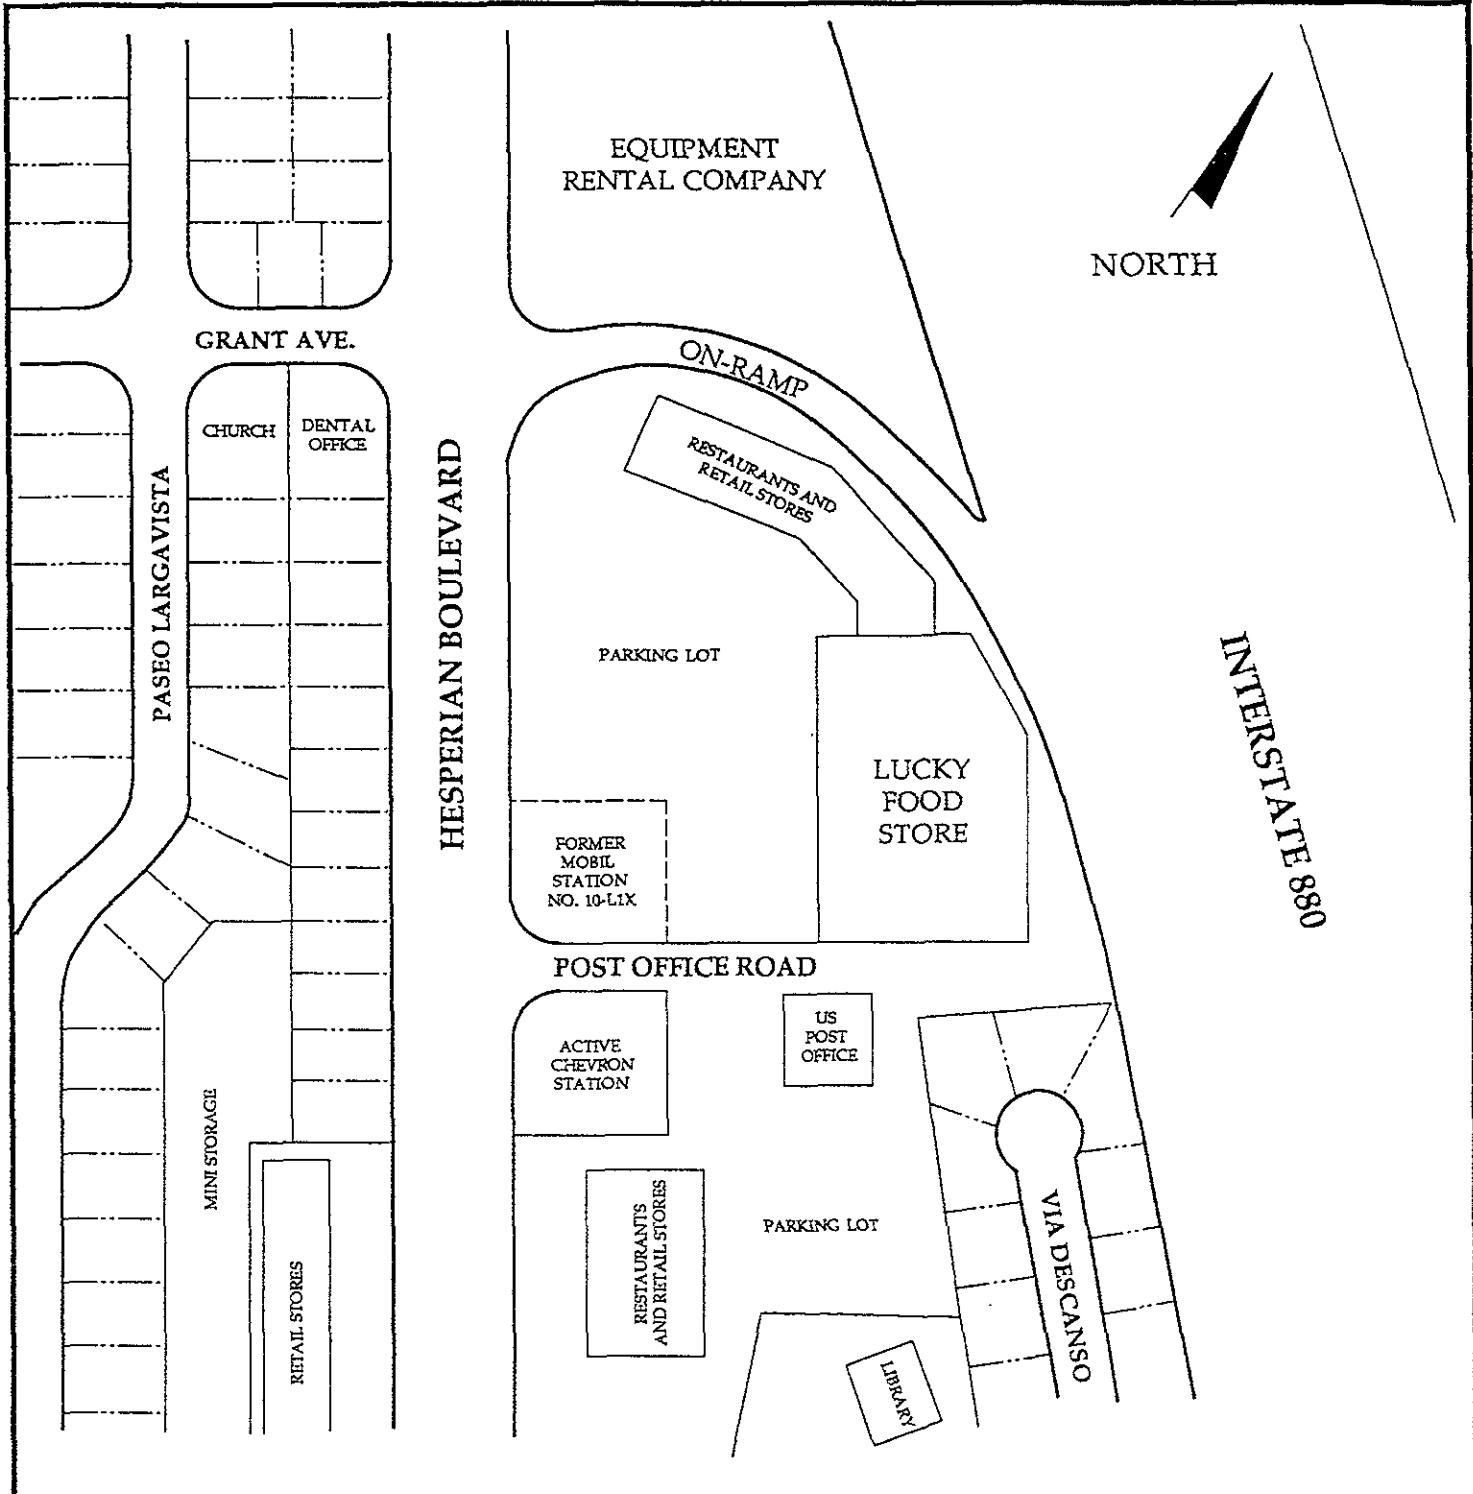 EQUIPMENT
RENTAL COMPANY
NORTH
GRANT AVE.
ON-RAMP
CHURCH
DENTAL
OFFICE
RESTAURANTS AND
RETAIL STORES
PASEO LARGAVISTA
HESPERIAN BOULEVARD
PARKING LOT
INTERSTATE 880
LUCKY
FOOD
STORE
FORMER
MOBIL
STATION
NO. 10-L1X
POST OFFICE ROAD
ACTIVE
CHEVRON
STATION
US
POST
OFFICE
MINI STORAGE
RETAIL STORES
RESTAURANTS
AND RETAIL STORES
PARKING LOT
VIA DESCANSO
LIBRARY